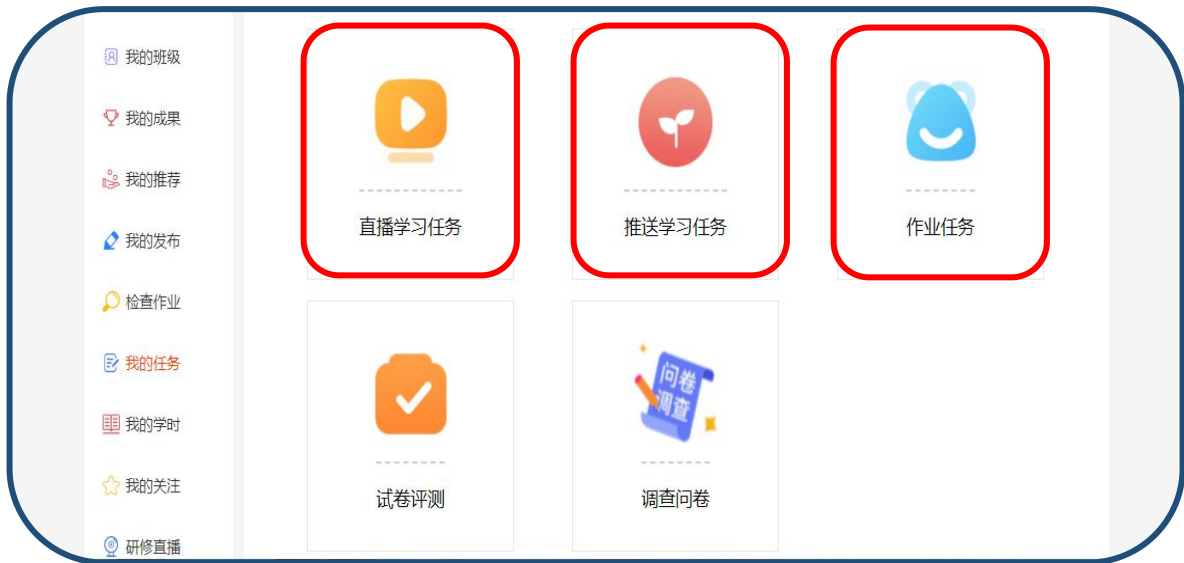 我的班级
我的成果
我的推荐
我的发布
检查作业
我的任务
我的学时
我的关注
研修直播
直播学习任务
推送学习任务
作业任务
试卷评测
问卷
调查
调查问卷